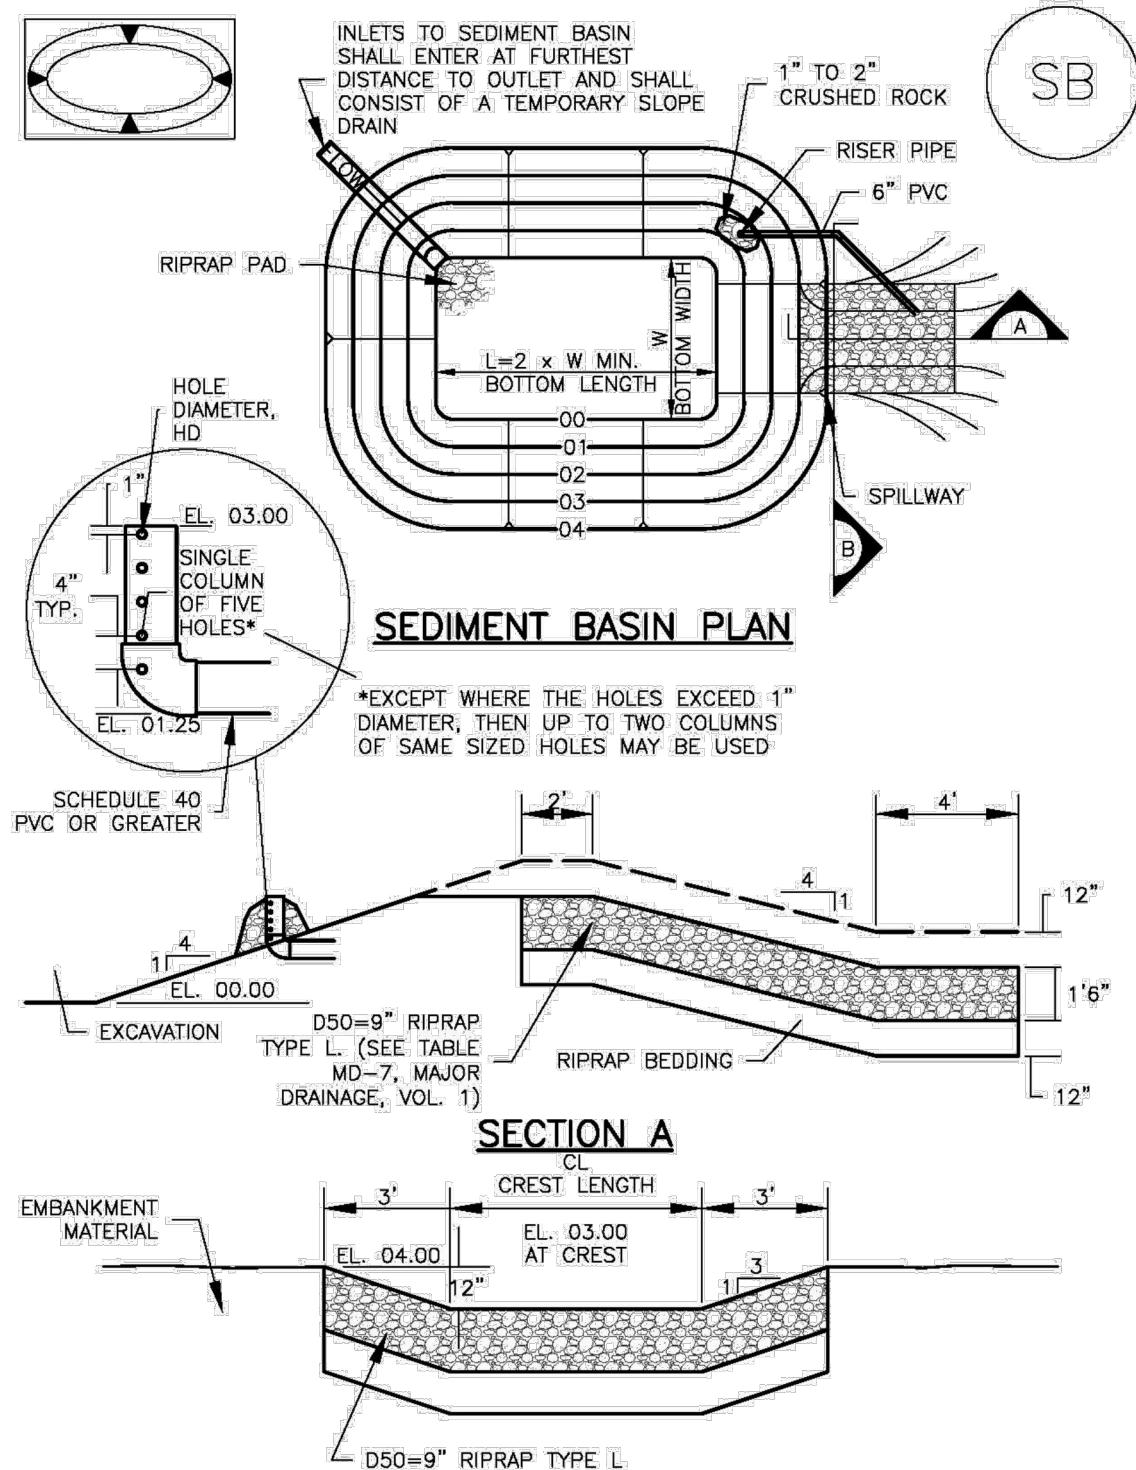 INLETS TO SEDIMENT BASIN
SHALL ENTER AT FURTHEST
DISTANCE TO OUTLET AND SHALL
CONSIST OF A TEMPORARY SLOPE
DRAIN
1" TO 2"
CRUSHED ROCK
SB
RISER PIPE
6" PVC
FLOW
RIPRAP PAD
A
W
BOTTOM WIDTH
L=2 x W MIN.
BOTTOM LENGTH
00
01
02
03
04
SPILLWAY
B
HOLE
DIAMETER,
HD
1"
EL. 03.00
4"
TYP.
SINGLE
COLUMN
OF FIVE
HOLES*
EL. 01.25
SEDIMENT BASIN PLAN
*EXCEPT WHERE THE HOLES EXCEED 1"
DIAMETER, THEN UP TO TWO COLUMNS
OF SAME SIZED HOLES MAY BE USED
SCHEDULE 40
PVC OR GREATER
2'
4'
4
1
12"
4
1
EL. 00.00
1'6"
EXCAVATION
D50=9" RIPRAP
TYPE L. (SEE TABLE
MD-7, MAJOR
DRAINAGE, VOL. 1)
RIPRAP BEDDING
12"
SECTION A
CL
CREST LENGTH
3'
3'
EMBANKMENT
MATERIAL
EL. 04.00
EL. 03.00
AT CREST
12"
3
1
D50=9" RIPRAP TYPE L